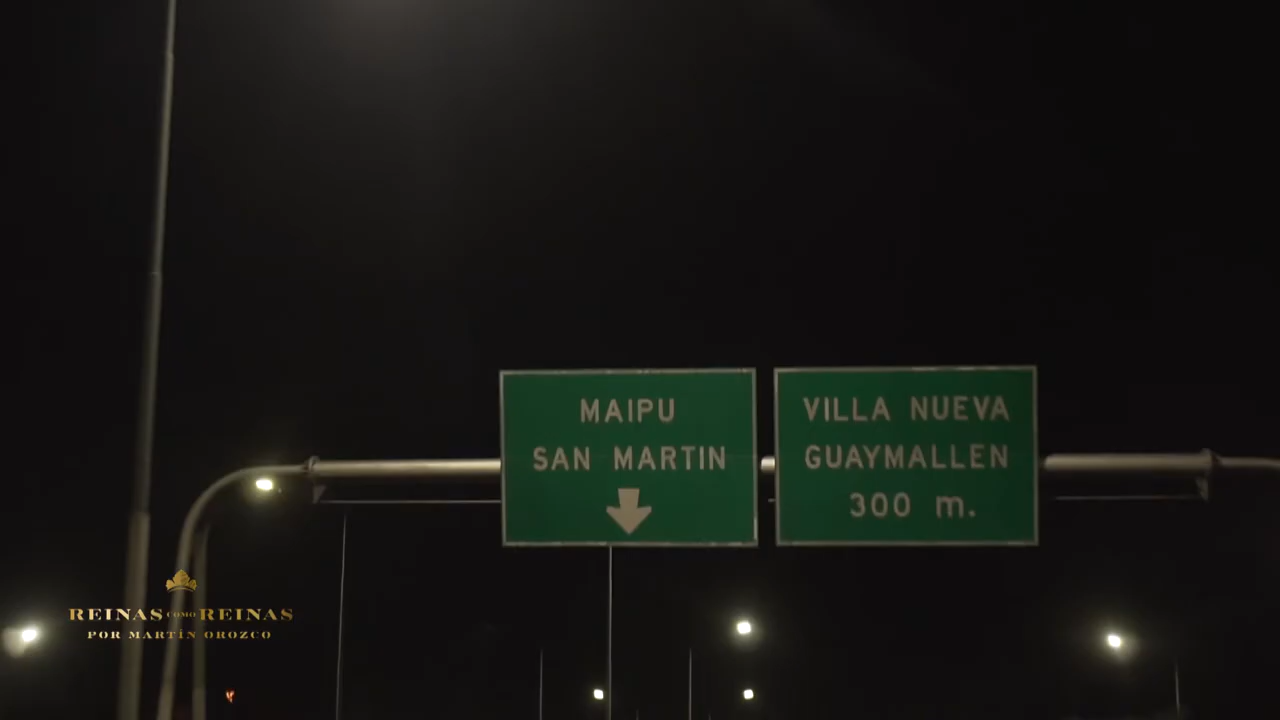 MAIPU
SAN MARTIN
VILLA NUEVA
GUAYMALLEN
300 m.
REINAS COMO REINAS
POR MARTÍN OROZCO